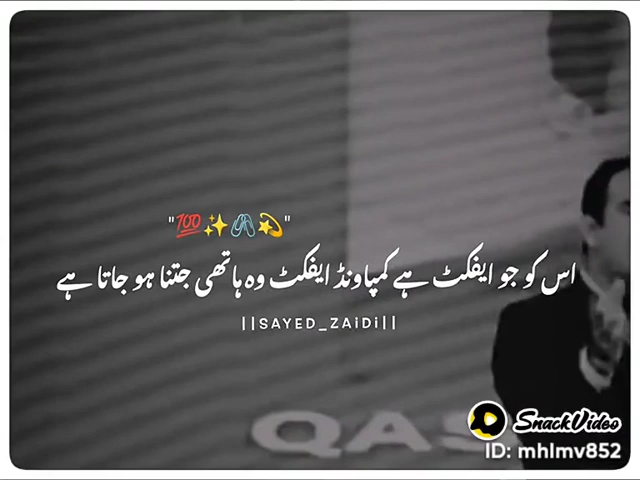 "💯✨🙏💫"
اس کو جو ایفکٹ ہے کمپاونڈ ایفکٹ وہ ہاتھی جتنا ہو جاتا ہے
||SAYED_ZAiDi||
QAS
SnackVideo
ID: mhlmv852